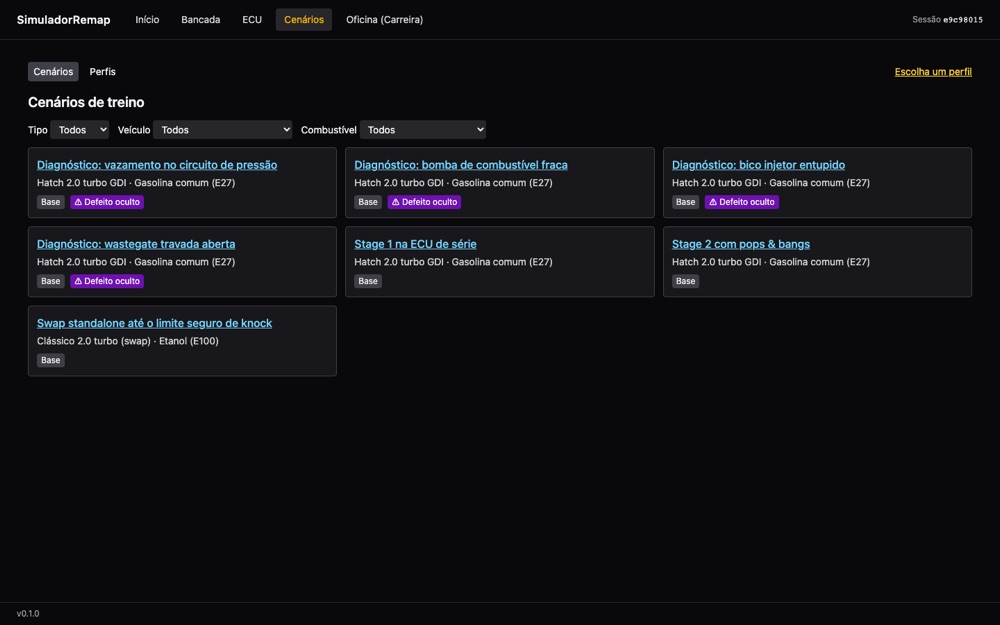 SimuladorRemap Início Bancada ECU Cenários Oficina (Carreira) Sessão e9c98015
Cenários Perfis Escolha um perfil
Cenários de treino
Tipo Todos Veículo Todos Combustível Todos
Diagnóstico: vazamento no circuito de pressão
Hatch 2.0 turbo GDI · Gasolina comum (E27)
Base ⚠ Defeito oculto
Diagnóstico: bomba de combustível fraca
Hatch 2.0 turbo GDI · Gasolina comum (E27)
Base ⚠ Defeito oculto
Diagnóstico: bico injetor entupido
Hatch 2.0 turbo GDI · Gasolina comum (E27)
Base ⚠ Defeito oculto
Diagnóstico: wastegate travada aberta
Hatch 2.0 turbo GDI · Gasolina comum (E27)
Base ⚠ Defeito oculto
Stage 1 na ECU de série
Hatch 2.0 turbo GDI · Gasolina comum (E27)
Base
Stage 2 com pops & bangs
Hatch 2.0 turbo GDI · Gasolina comum (E27)
Base
Swap standalone até o limite seguro de knock
Clássico 2.0 turbo (swap) · Etanol (E100)
Base
v0.1.0